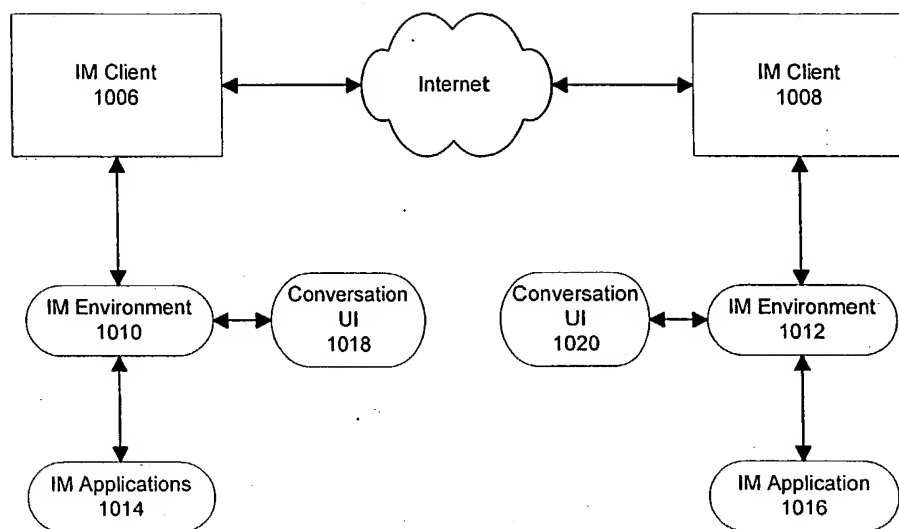 IM Client
1006
Internet
IM Client
1008
IM Environment
1010
Conversation
UI
1018
Conversation
UI
1020
IM Environment
1012
IM Applications
1014
IM Application
1016